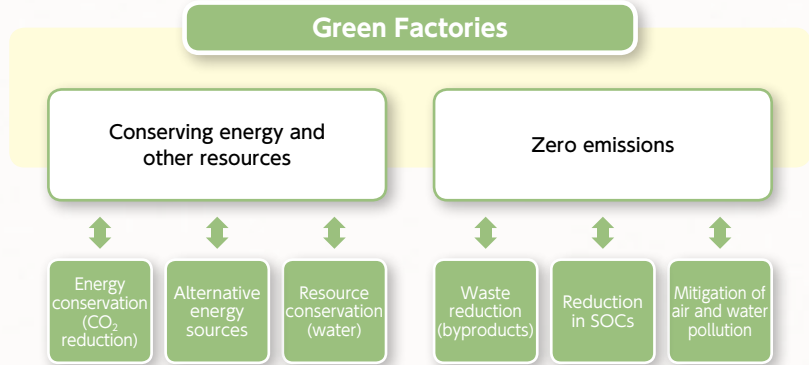 Green Factories
Conserving energy and
other resources
Zero emissions
Energy
conservation
(CO₂
reduction)
Alternative
energy
sources
Resource
conservation
(water)
Waste
reduction
(byproducts)
Reduction
in SOCs
Mitigation of
air and water
pollution